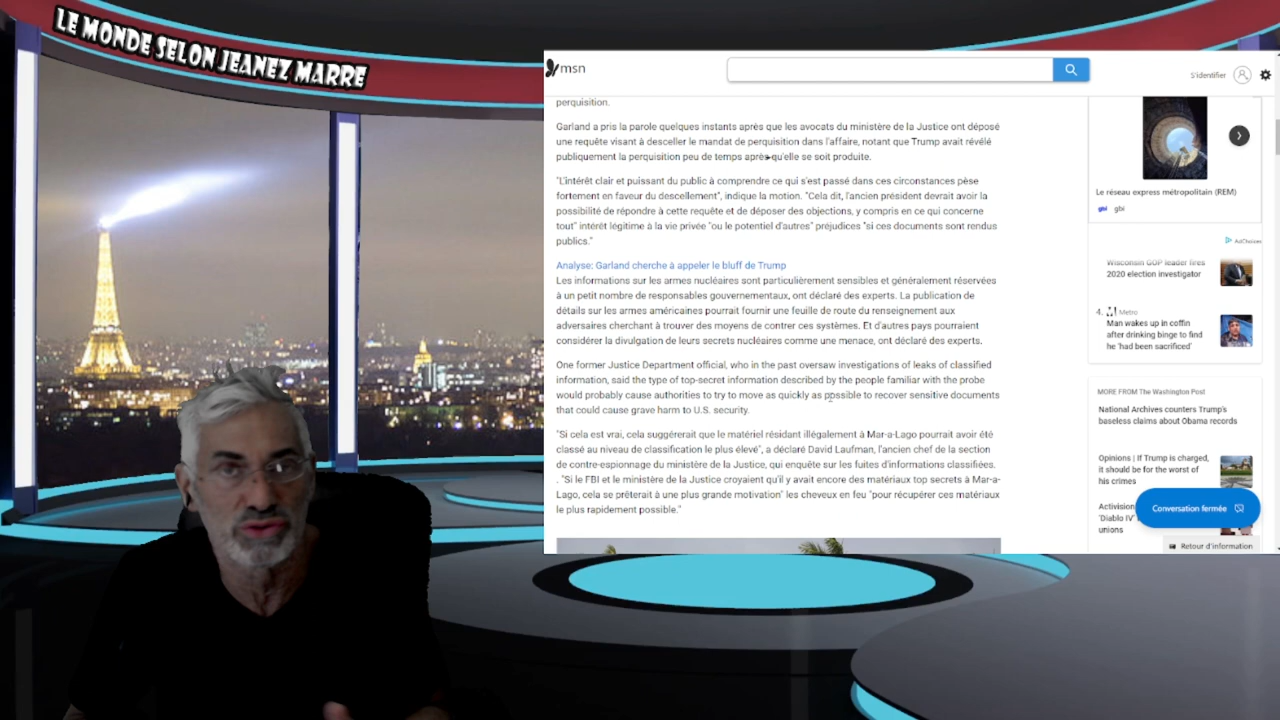 LE MONDE SELON JEANEZ MARRE
msn
S'identifier
perquisition.
Garland a pris la parole quelques instants après que les avocats du ministère de la Justice ont déposé
une requête visant à desceller le mandat de perquisition dans l'affaire, notant que Trump avait révélé
publiquement la perquisition peu de temps après qu'elle se soit produite.
"L'intérêt clair et puissant du public à comprendre ce qui s'est passé dans ces circonstances pèse
fortement en faveur du descellement", indique la motion. "Cela dit, l'ancien président devrait avoir la
possibilité de répondre à cette requête et de déposer des objections, y compris en ce qui concerne
tout" intérêt légitime à la vie privée "ou le potentiel d'autres" préjudices "si ces documents sont rendus
publics."
Analyse: Garland cherche à appeler le bluff de Trump
Les informations sur les armes nucléaires sont particulièrement sensibles et généralement réservées
à un petit nombre de responsables gouvernementaux, ont déclaré des experts. La publication de
détails sur les armes américaines pourrait fournir une feuille de route du renseignement aux
adversaires cherchant à trouver des moyens de contrer ces systèmes. Et d'autres pays pourraient
considérer la divulgation de leurs secrets nucléaires comme une menace, ont déclaré des experts.
One former Justice Department official, who in the past oversaw investigations of leaks of classified
information, said the type of top-secret information described by the people familiar with the probe
would probably cause authorities to try to move as quickly as possible to recover sensitive documents
that could cause grave harm to U.S. security.
"Si cela est vrai, cela suggérerait que le matériel résidant illégalement à Mar-a-Lago pourrait avoir été
classé au niveau de classification le plus élevé", a déclaré David Laufman, l'ancien chef de la section
de contre-espionnage du ministère de la Justice, qui enquête sur les fuites d'informations classifiées.
. "Si le FBI et le ministère de la Justice croyaient qu'il y avait encore des matériaux top secrets à Mar-a-
Lago, cela se prêterait à une plus grande motivation" les cheveux en feu "pour récupérer ces matériaux
le plus rapidement possible."
Le réseau express métropolitain (REM)
gbi gbi
AdChoices
Wisconsin GOP leader fires
2020 election investigator
4. Metro
Man wakes up in coffin
after drinking binge to find
he 'had been sacrificed'
MORE FROM The Washington Post
National Archives counters Trump's
baseless claims about Obama records
Opinions | If Trump is charged,
it should be for the worst of
his crimes
Activision
'Diablo IV'
unions
Conversation fermée
Retour d'information